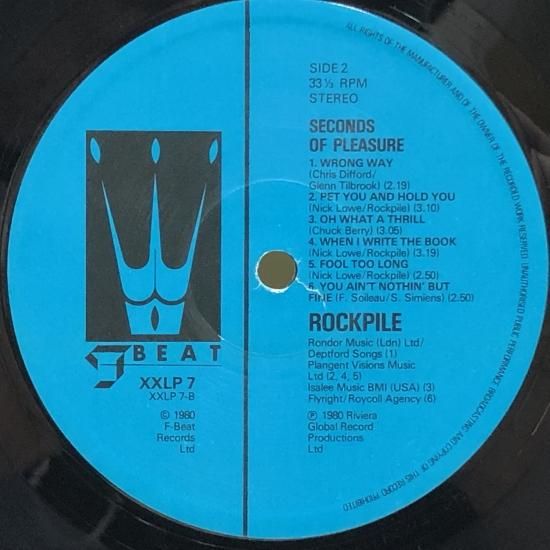 ALL RIGHTS OF THE MANUFACTURER AND OF THE OWNER OF THE RECORDED WORK RESERVED. UNAUTHORISED PUBLIC PERFORMANCE BROADCASTING AND COPYING OF THIS RECORD PROHIBITED
SIDE 2
33⅓ RPM
STEREO
SECONDS
OF PLEASURE
1. WRONG WAY
(Chris Difford/
Glenn Tilbrook) (2.19)
2. PET YOU AND HOLD YOU
(Nick Lowe/Rockpile) (3.10)
3. OH WHAT A THRILL
(Chuck Berry) (3.05)
4. WHEN I WRITE THE BOOK
(Nick Lowe/Rockpile) (3.19)
5. FOOL TOO LONG
(Nick Lowe/Rockpile) (2.50)
6. YOU AIN'T NOTHIN' BUT
FINE (F. Soileau/S. Simiens) (2.50)
ROCKPILE
Rondor Music (Ldn) Ltd/
Deptford Songs (1)
Plangent Visions Music
Ltd (2, 4, 5)
Isalee Music BMI (USA) (3)
Flyright/Roycoll Agency (6)
℗ 1980 Riviera
Global Record
Productions
Ltd
F BEAT
XXLP 7
XXLP 7-B
© 1980
F-Beat
Records
Ltd